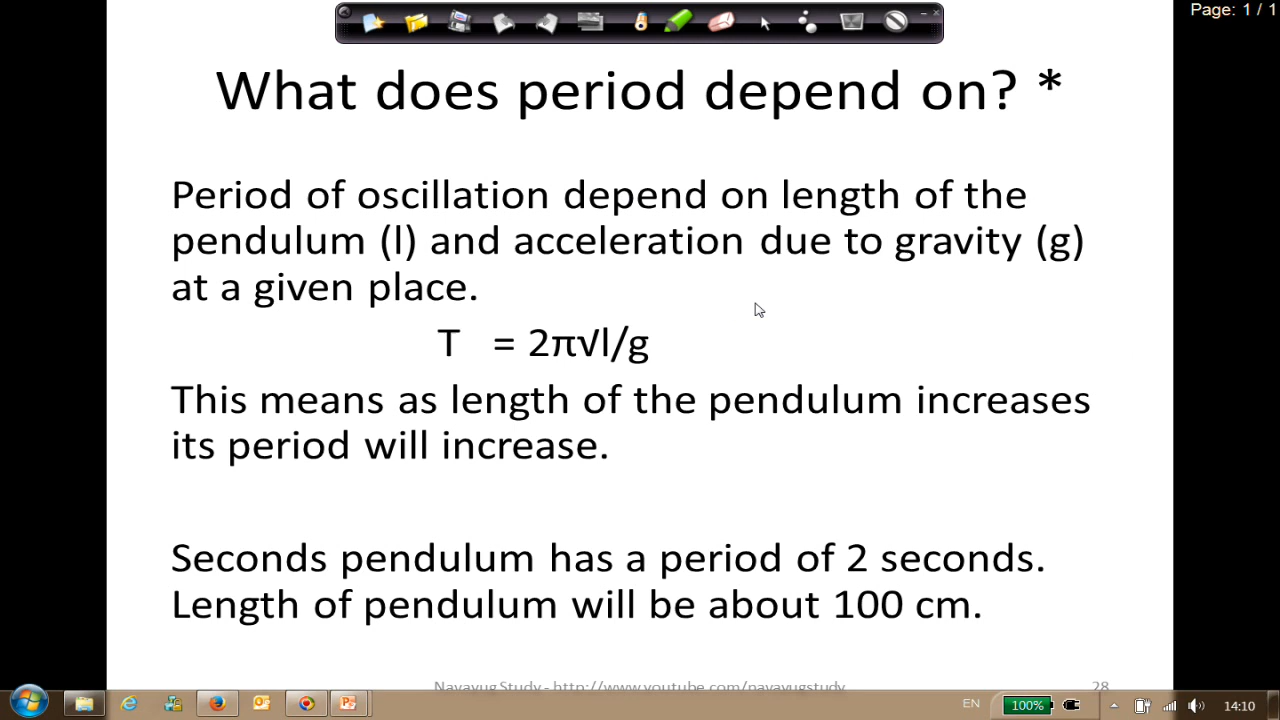 Page: 1 / 1
What does period depend on? *
Period of oscillation depend on length of the
pendulum (l) and acceleration due to gravity (g)
at a given place.
T = 2π√l/g
This means as length of the pendulum increases
its period will increase.
Seconds pendulum has a period of 2 seconds.
Length of pendulum will be about 100 cm.
Navayug Study - http://www.youtube.com/navayugstudy
28
EN
100%
14:10